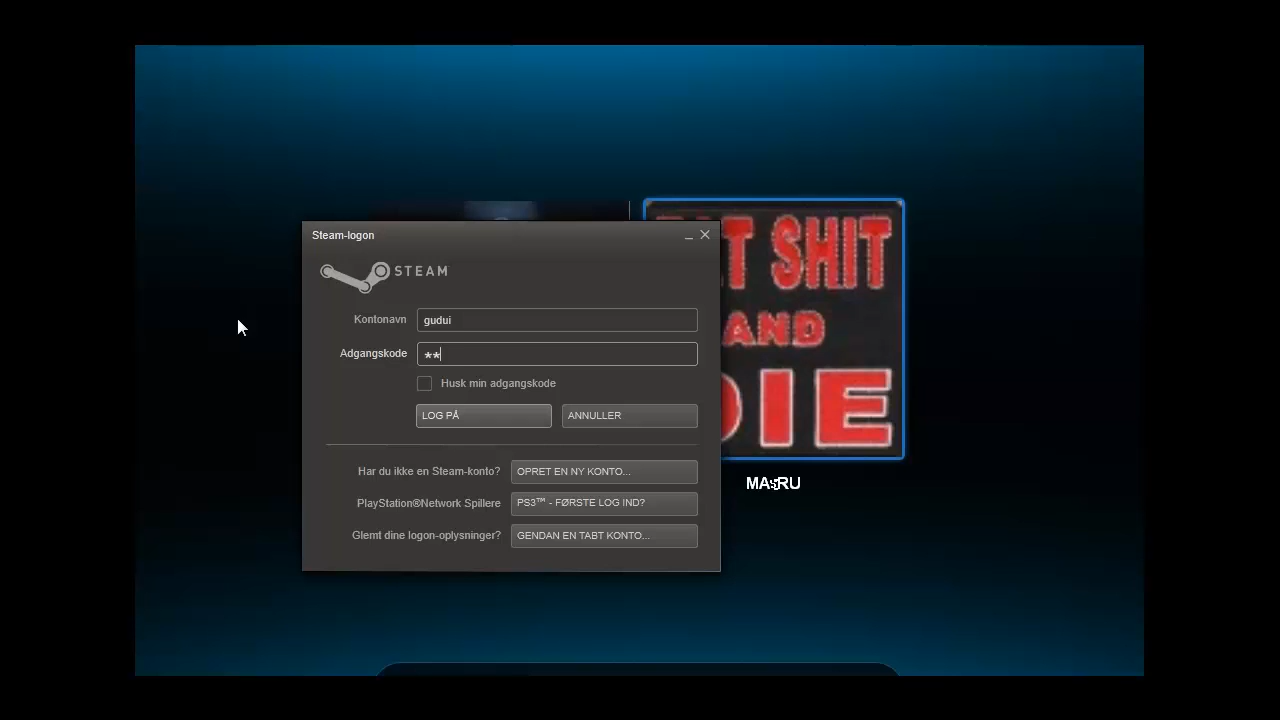 Steam-logon
STEAM
Kontonavn gudui
Adgangskode **
Husk min adgangskode
LOG PÅ ANNULLER
Har du ikke en Steam-konto? OPRET EN NY KONTO...
PlayStation®Network Spillere PS3™ - FØRSTE LOG IND?
Glemt dine logon-oplysninger? GENDAN EN TABT KONTO...
SHIT
AND
DIE